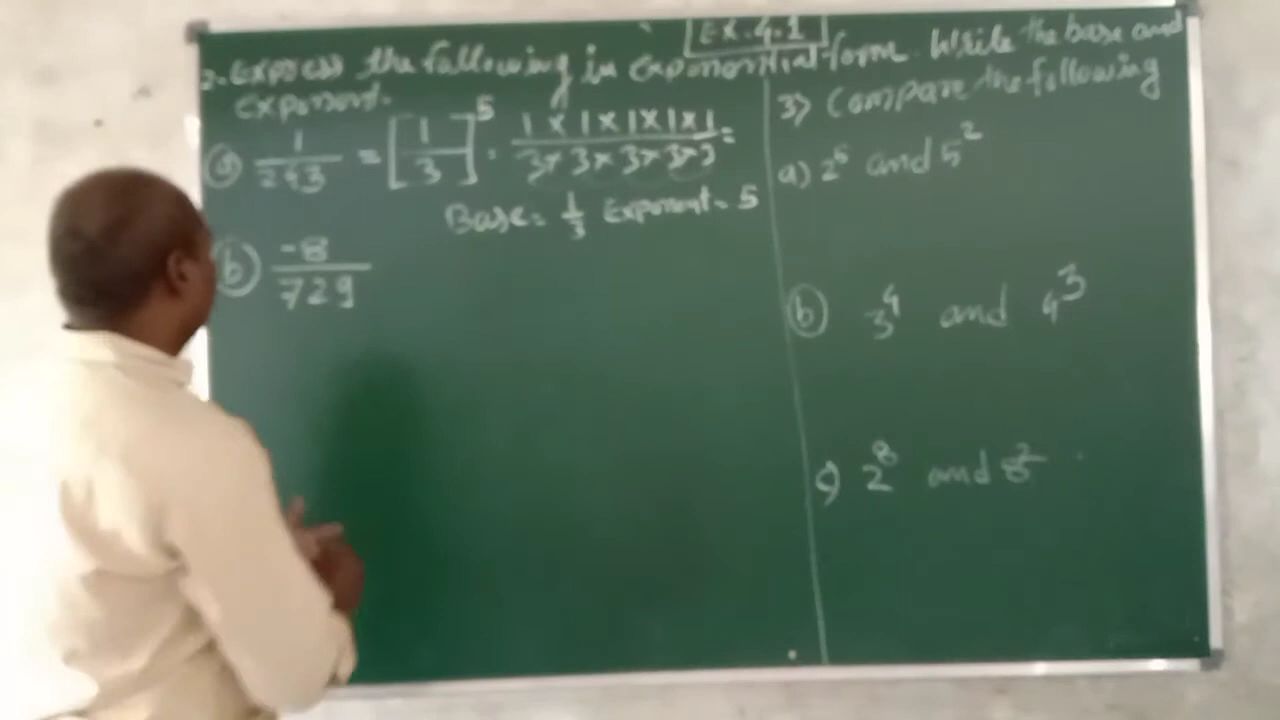 Ex. 4.1
2. Express the following in exponential form. Write the base and
Exponent.
(a) 1/243 = [1/3]^5 . 1 x 1 x 1 x 1 x 1 / 3 x 3 x 3 x 3 x 3 =
Base = 1/3 Exponent = 5
(b) -8/729
3) Compare the following
a) 2^5 and 5^2
(b) 3^4 and 4^3
c) 2^8 and 8^2